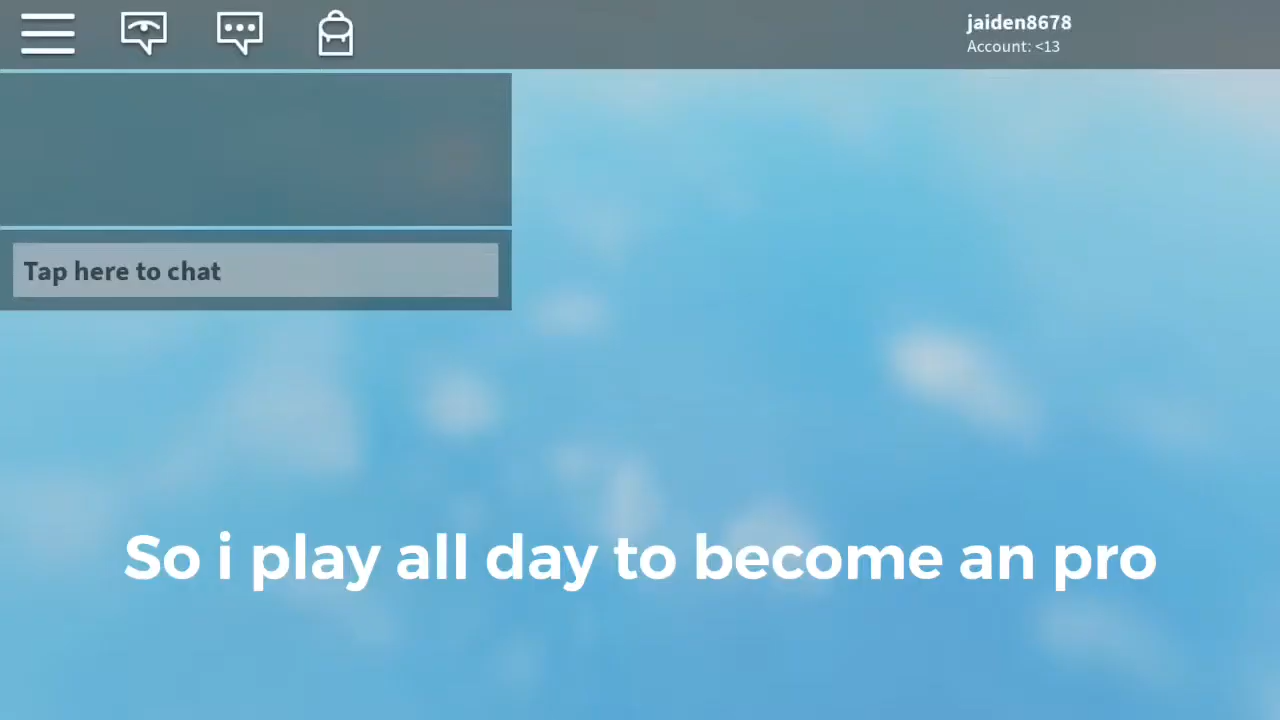 jaiden8678
Account: <13
Tap here to chat
So i play all day to become an pro